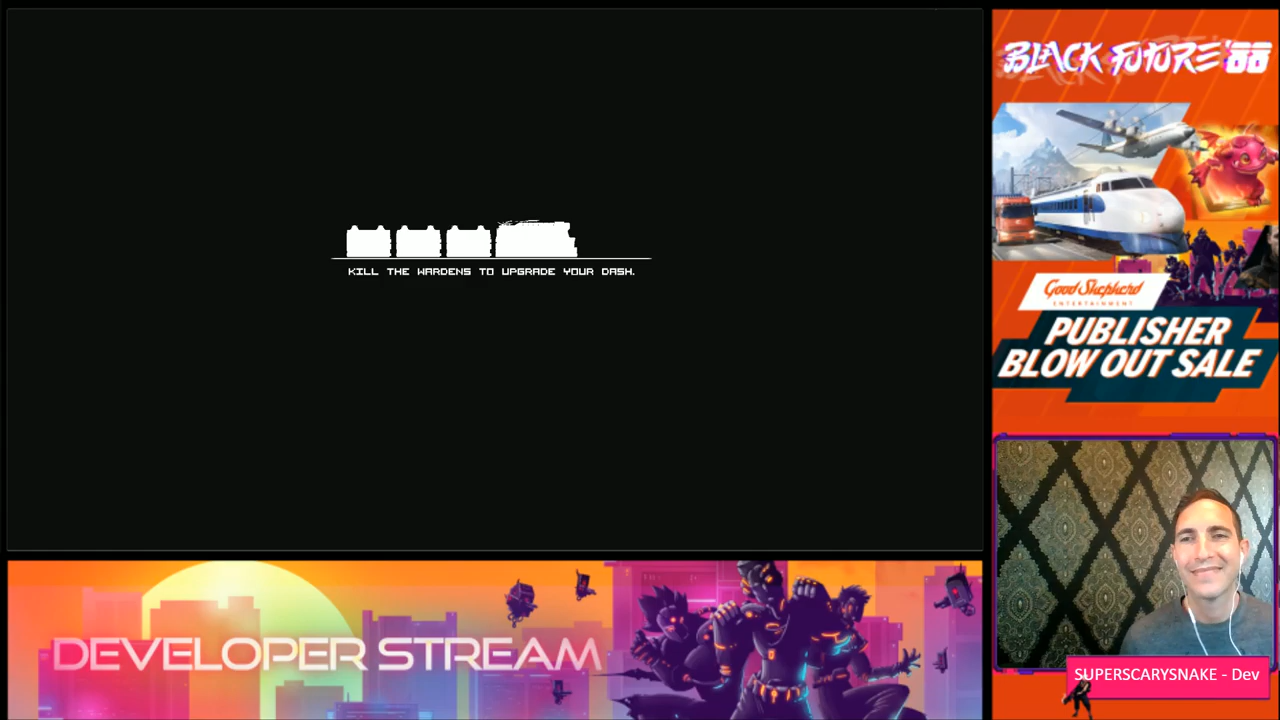 KILL THE WARDENS TO UPGRADE YOUR DASH.
BLACK FUTURE '88
Good Shepherd
ENTERTAINMENT
PUBLISHER
BLOW OUT SALE
DEVELOPER STREAM
SUPERSCARYSNAKE - Dev